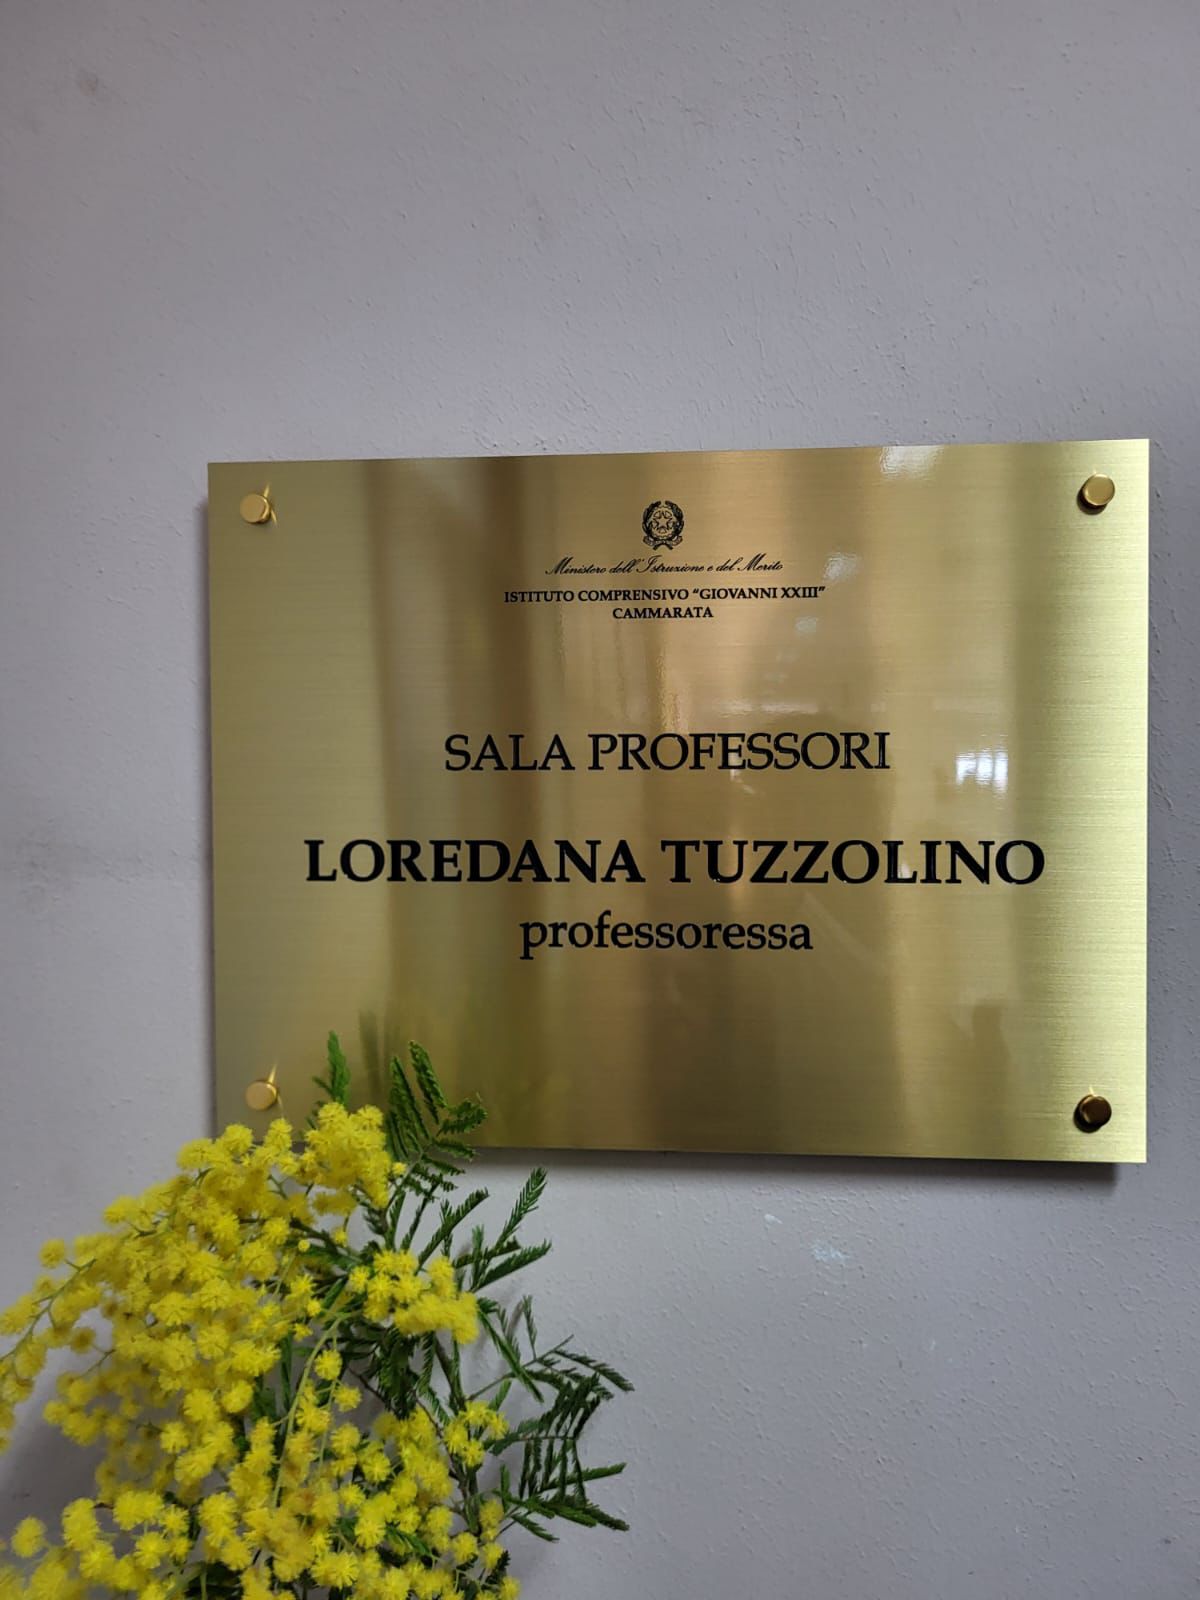 Ministero dell'Istruzione e del Merito
ISTITUTO COMPRENSIVO “GIOVANNI XXIII”
CAMMARATA
SALA PROFESSORI
LOREDANA TUZZOLINO
professoressa